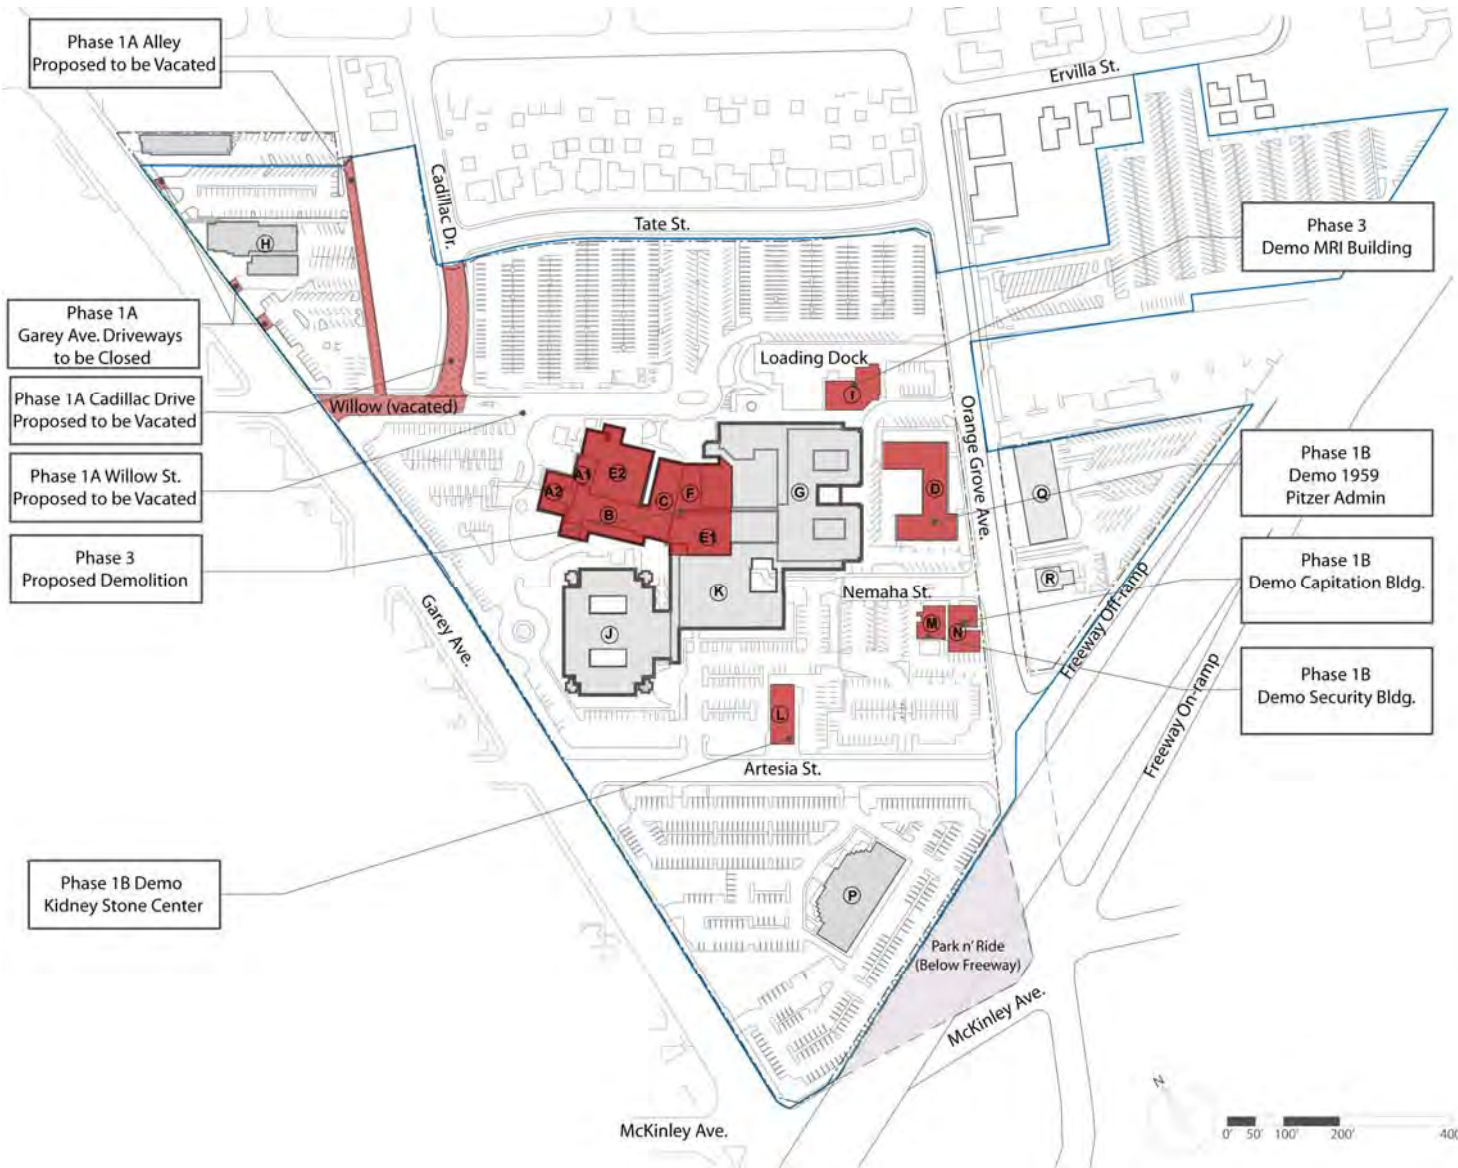 Phase 1A Alley
Proposed to be Vacated
Ervilla St.
Cadillac Dr.
Tate St.
Phase 3
Demo MRI Building
H
Phase 1A
Garey Ave. Driveways
to be Closed
Loading Dock
I
Phase 1A Cadillac Drive
Proposed to be Vacated
Willow (vacated)
Orange Grove Ave.
Phase 1A Willow St.
Proposed to be Vacated
Phase 1B
Demo 1959
Pitzer Admin
A1
E2
A2
C
F
G
D
Q
B
E1
Phase 3
Proposed Demolition
Phase 1B
Demo Capitation Bldg.
K
Nemaha St.
R
Freeway Off-ramp
Garey Ave.
J
M
N
Phase 1B
Demo Security Bldg.
L
Freeway On-ramp
Artesia St.
Phase 1B Demo
Kidney Stone Center
P
Park n' Ride
(Below Freeway)
McKinley Ave.
McKinley Ave.
N
0' 50' 100' 200' 400